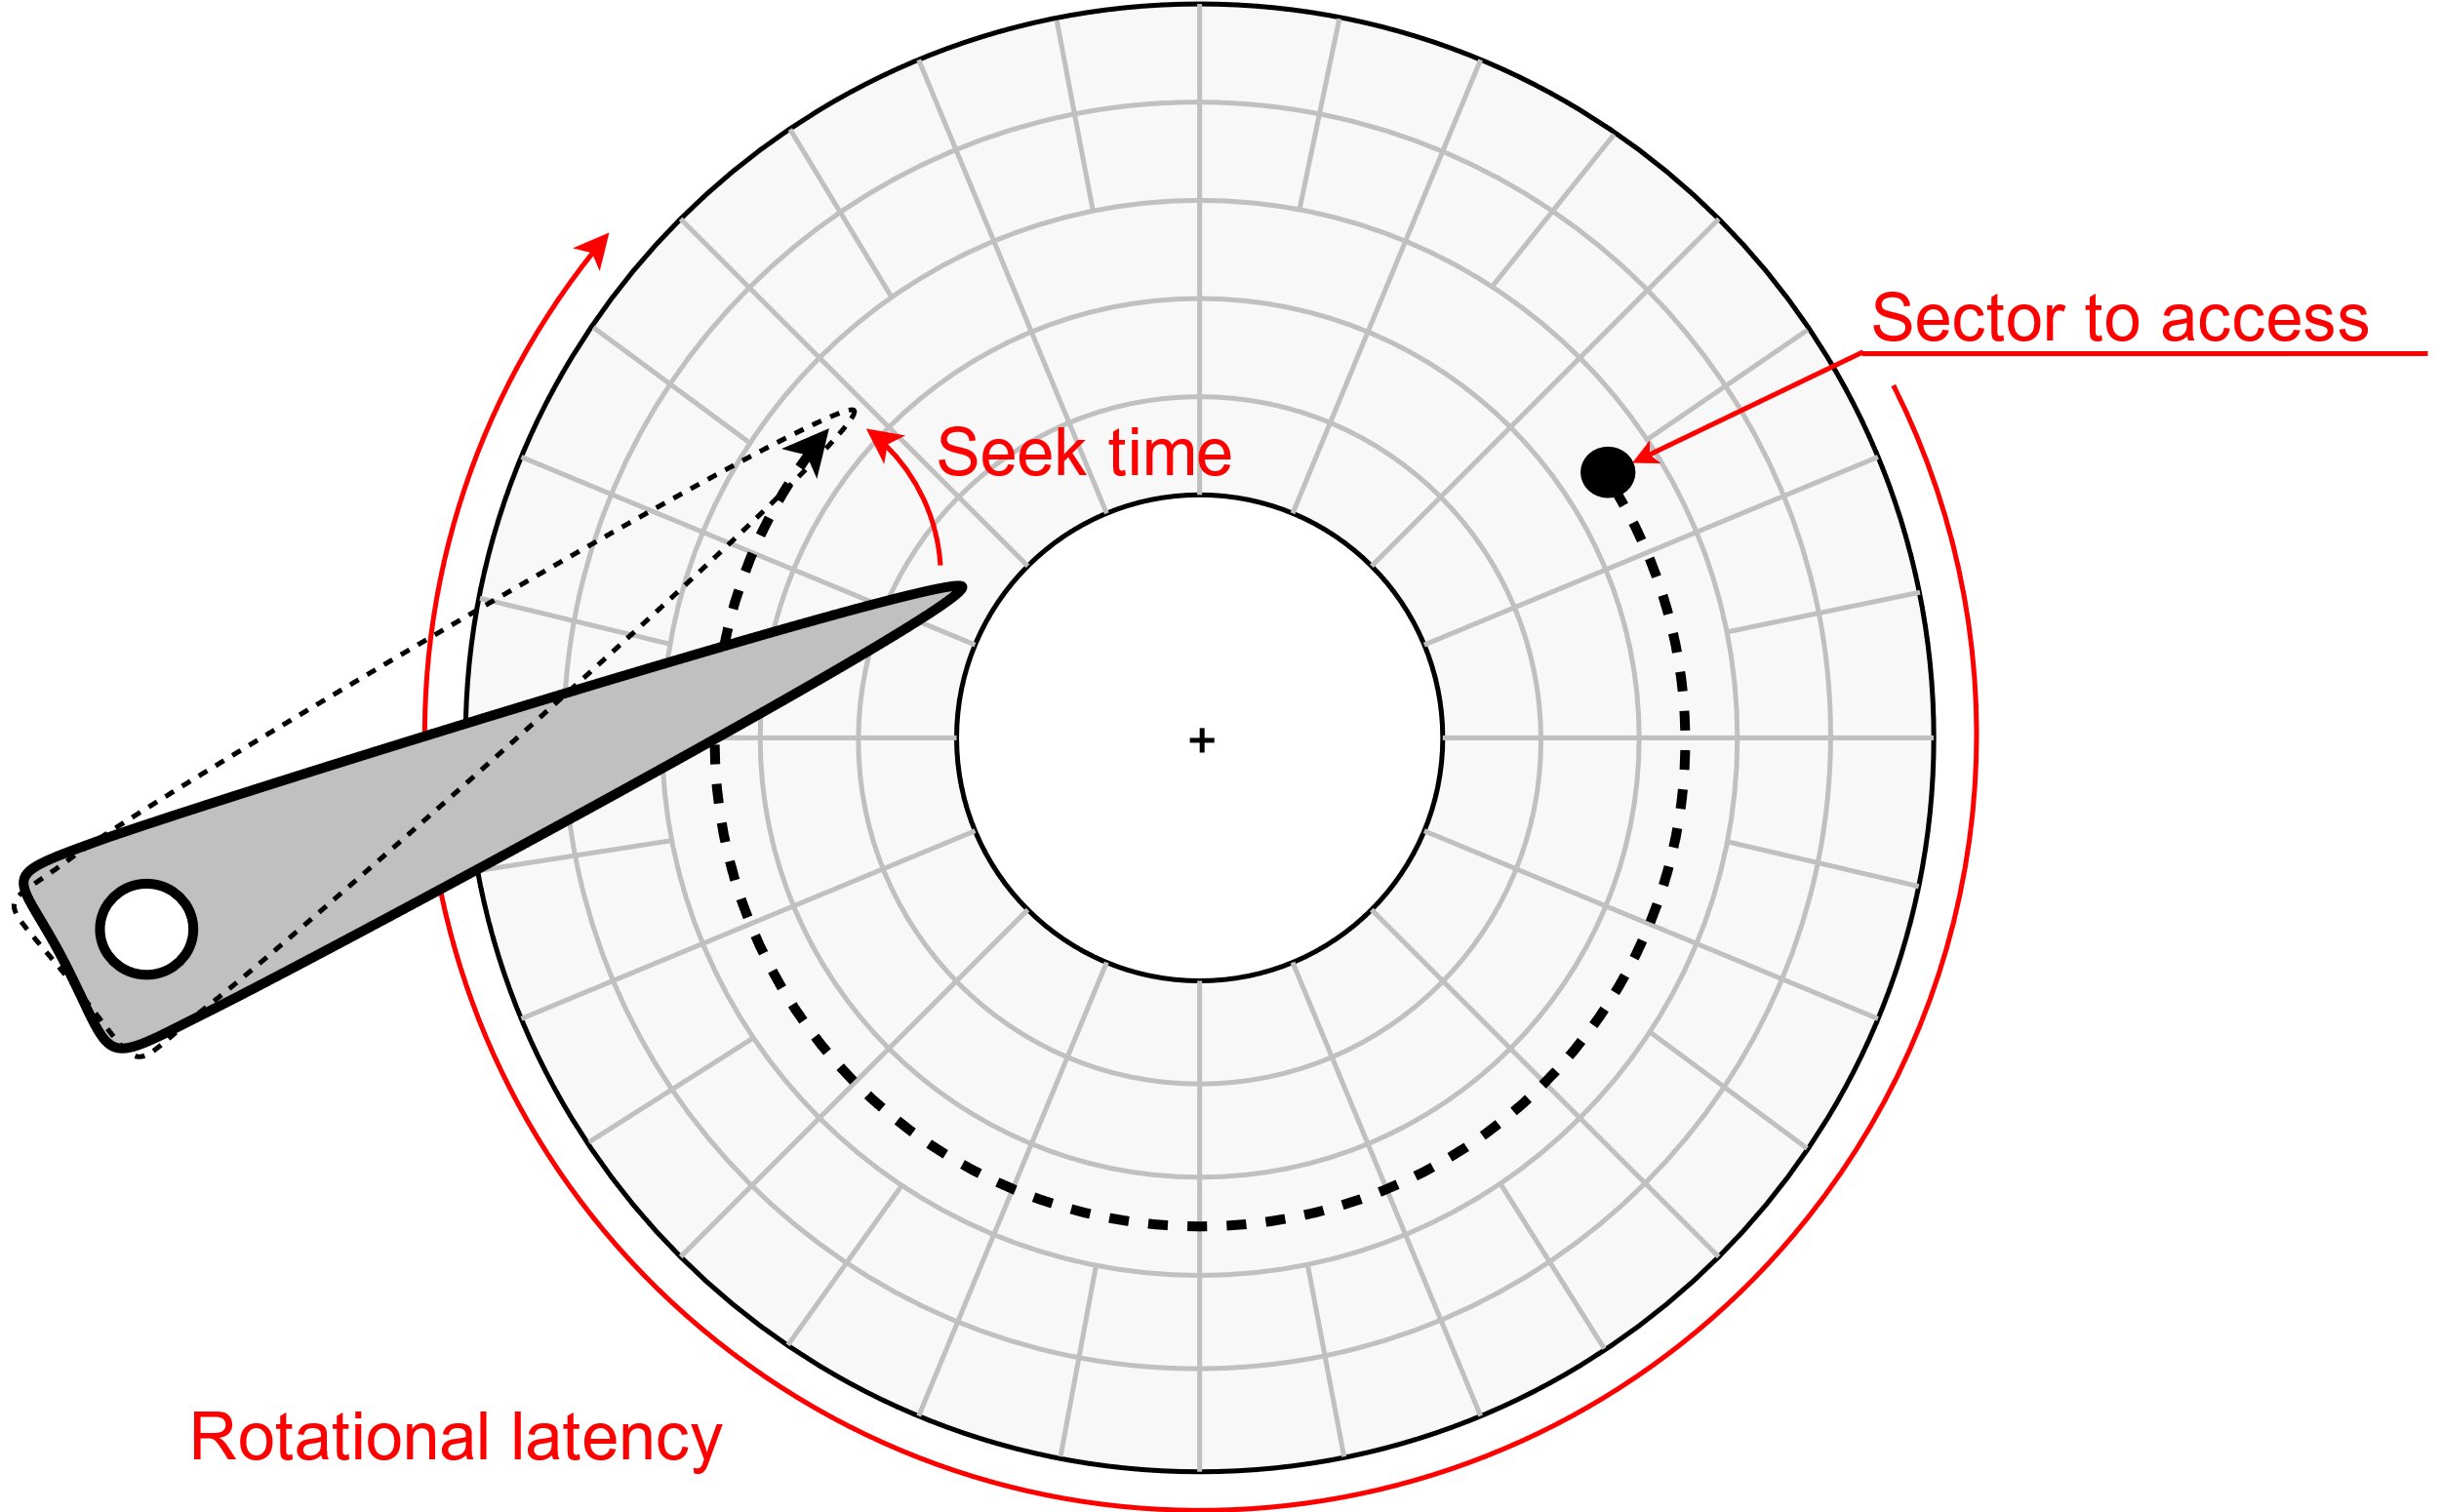 Sector to access
Seek time
Rotational latency